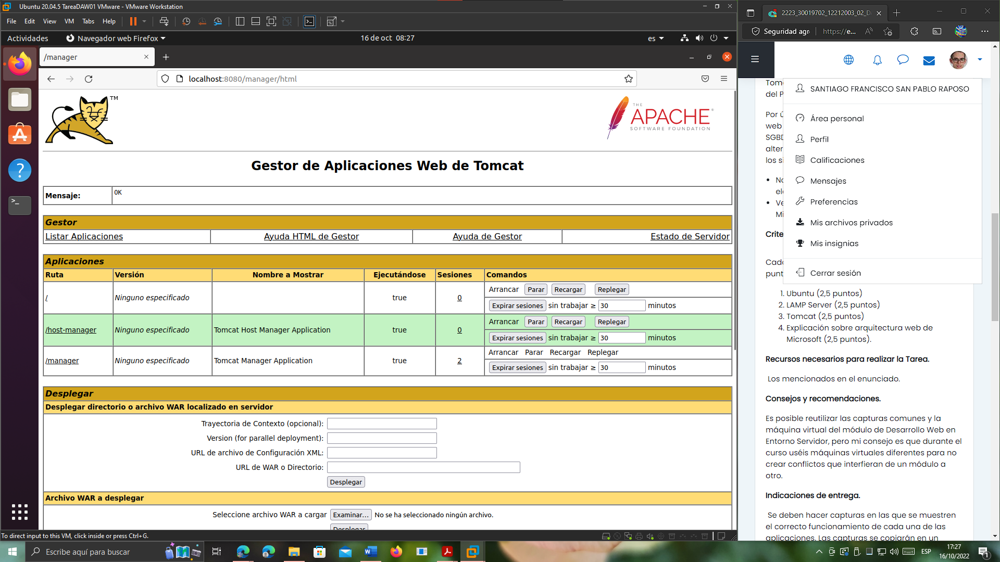 Ubuntu 20.04.5 TareaDAW01 VMware - VMware Workstation
File Edit View VM Tabs Help
Actividades Navegador web Firefox 16 de oct 08:27 es
/manager
localhost:8080/manager/html
TM
THE
APACHE
SOFTWARE FOUNDATION
Gestor de Aplicaciones Web de Tomcat
Mensaje: OK
Gestor
Listar Aplicaciones Ayuda HTML de Gestor Ayuda de Gestor Estado de Servidor
Aplicaciones
Ruta Versión Nombre a Mostrar Ejecutándose Sesiones Comandos
/ Ninguno especificado true 0 Arrancar Parar Recargar Replegar
Expirar sesiones sin trabajar ≥ 30 minutos
/host-manager Ninguno especificado Tomcat Host Manager Application true 0 Arrancar Parar Recargar Replegar
Expirar sesiones sin trabajar ≥ 30 minutos
/manager Ninguno especificado Tomcat Manager Application true 2 Arrancar Parar Recargar Replegar
Expirar sesiones sin trabajar ≥ 30 minutos
Desplegar
Desplegar directorio o archivo WAR localizado en servidor
Trayectoria de Contexto (opcional):
Version (for parallel deployment):
URL de archivo de Configuración XML:
URL de WAR o Directorio:
Desplegar
Archivo WAR a desplegar
Seleccione archivo WAR a cargar Examinar... No se ha seleccionado ningún archivo.
Desplegar
To direct input to this VM, click inside or press Ctrl+G.
2223_30019702_12212003_02_D
Seguridad agr https://e...
Tom
del P
Por ú
web
SGBD
alter
los si
No
ele
Ve
Mi
Crite
Cada
punt
SANTIAGO FRANCISCO SAN PABLO RAPOSO
Área personal
Perfil
Calificaciones
Mensajes
Preferencias
Mis archivos privados
Mis insignias
Cerrar sesión
1. Ubuntu (2,5 puntos)
2. LAMP Server (2,5 puntos)
3. Tomcat (2,5 puntos)
4. Explicación sobre arquitectura web de
Microsoft (2,5 puntos).
Recursos necesarios para realizar la Tarea.
Los mencionados en el enunciado.
Consejos y recomendaciones.
Es posible reutilizar las capturas comunes y la
máquina virtual del módulo de Desarrollo Web en
Entorno Servidor, pero mi consejo es que durante el
curso uséis máquinas virtuales diferentes para no
crear conflictos que interfieran de un módulo a
otro.
Indicaciones de entrega.
Se deben hacer capturas en las que se muestren
el correcto funcionamiento de cada una de las
aplicaciones. Las capturas se copiarán en un
Escribe aquí para buscar
ESP
17:27
16/10/2022
1